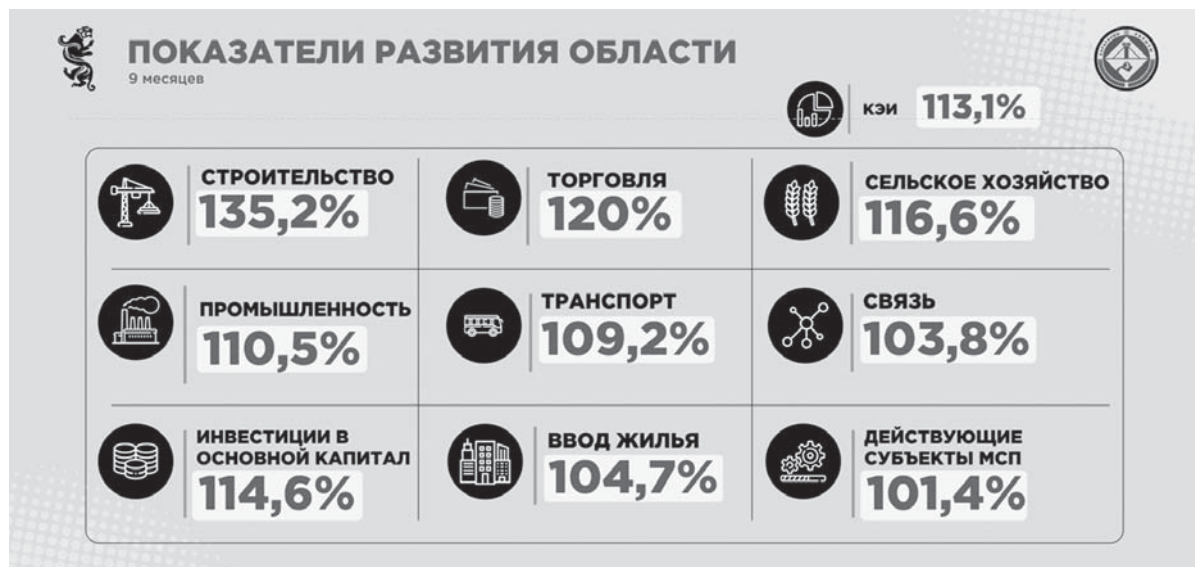 ПОКАЗАТЕЛИ РАЗВИТИЯ ОБЛАСТИ
9 месяцев
КЭИ 113,1%
СТРОИТЕЛЬСТВО
135,2%
ТОРГОВЛЯ
120%
СЕЛЬСКОЕ ХОЗЯЙСТВО
116,6%
ПРОМЫШЛЕННОСТЬ
110,5%
ТРАНСПОРТ
109,2%
СВЯЗЬ
103,8%
ИНВЕСТИЦИИ В
ОСНОВНОЙ КАПИТАЛ
114,6%
ВВОД ЖИЛЬЯ
104,7%
ДЕЙСТВУЮЩИЕ
СУБЪЕКТЫ МСП
101,4%